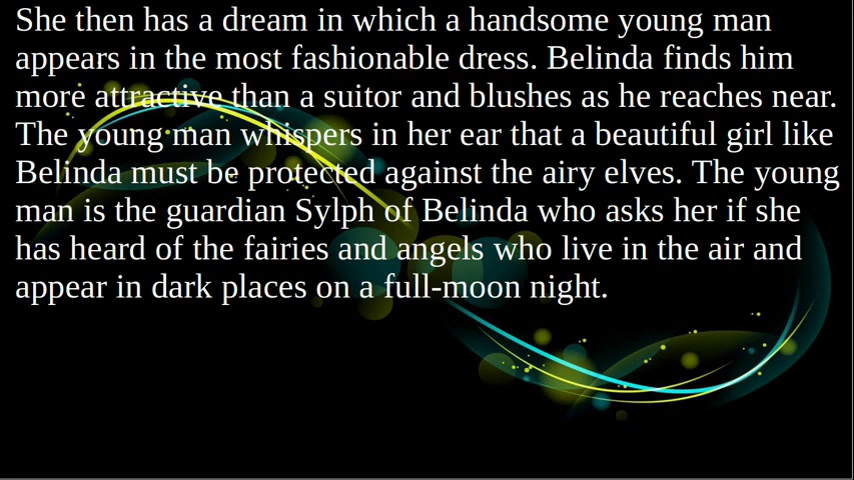 She then has a dream in which a handsome young man
appears in the most fashionable dress. Belinda finds him
more attractive than a suitor and blushes as he reaches near.
The young man whispers in her ear that a beautiful girl like
Belinda must be protected against the airy elves. The young
man is the guardian Sylph of Belinda who asks her if she
has heard of the fairies and angels who live in the air and
appear in dark places on a full-moon night.